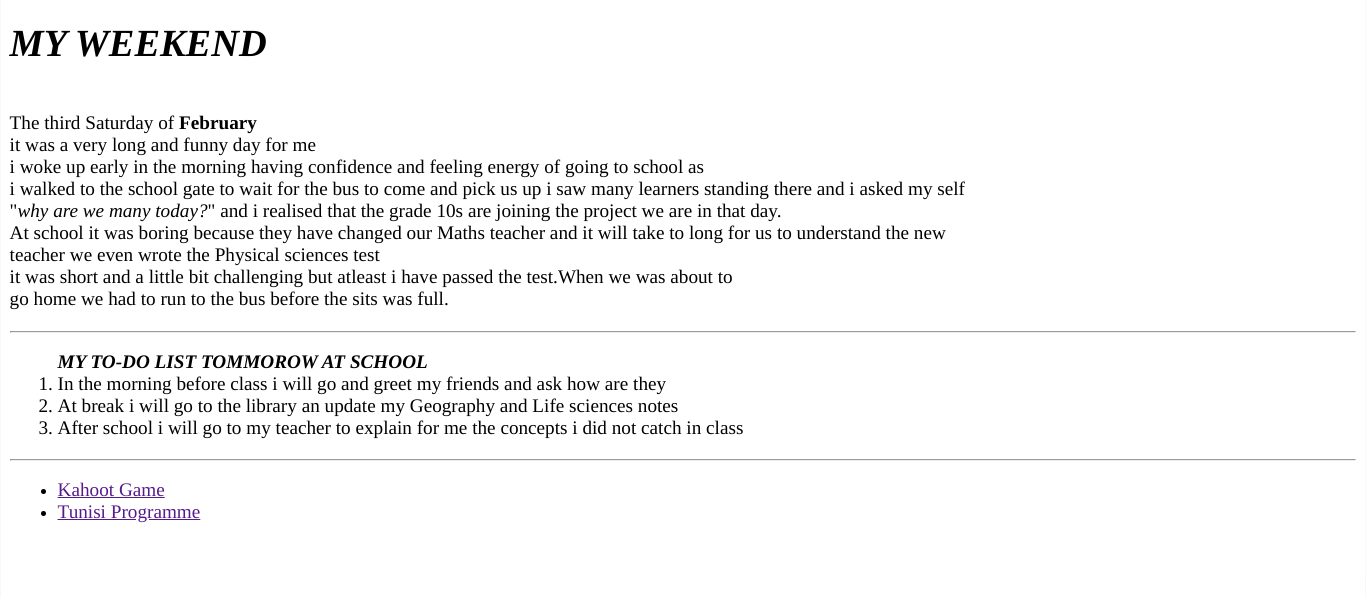 MY WEEKEND
The third Saturday of February
it was a very long and funny day for me
i woke up early in the morning having confidence and feeling energy of going to school as
i walked to the school gate to wait for the bus to come and pick us up i saw many learners standing there and i asked my self
"why are we many today?" and i realised that the grade 10s are joining the project we are in that day.
At school it was boring because they have changed our Maths teacher and it will take to long for us to understand the new
teacher we even wrote the Physical sciences test
it was short and a little bit challenging but atleast i have passed the test.When we was about to
go home we had to run to the bus before the sits was full.
MY TO-DO LIST TOMMOROW AT SCHOOL
1. In the morning before class i will go and greet my friends and ask how are they
2. At break i will go to the library an update my Geography and Life sciences notes
3. After school i will go to my teacher to explain for me the concepts i did not catch in class
• Kahoot Game
• Tunisi Programme